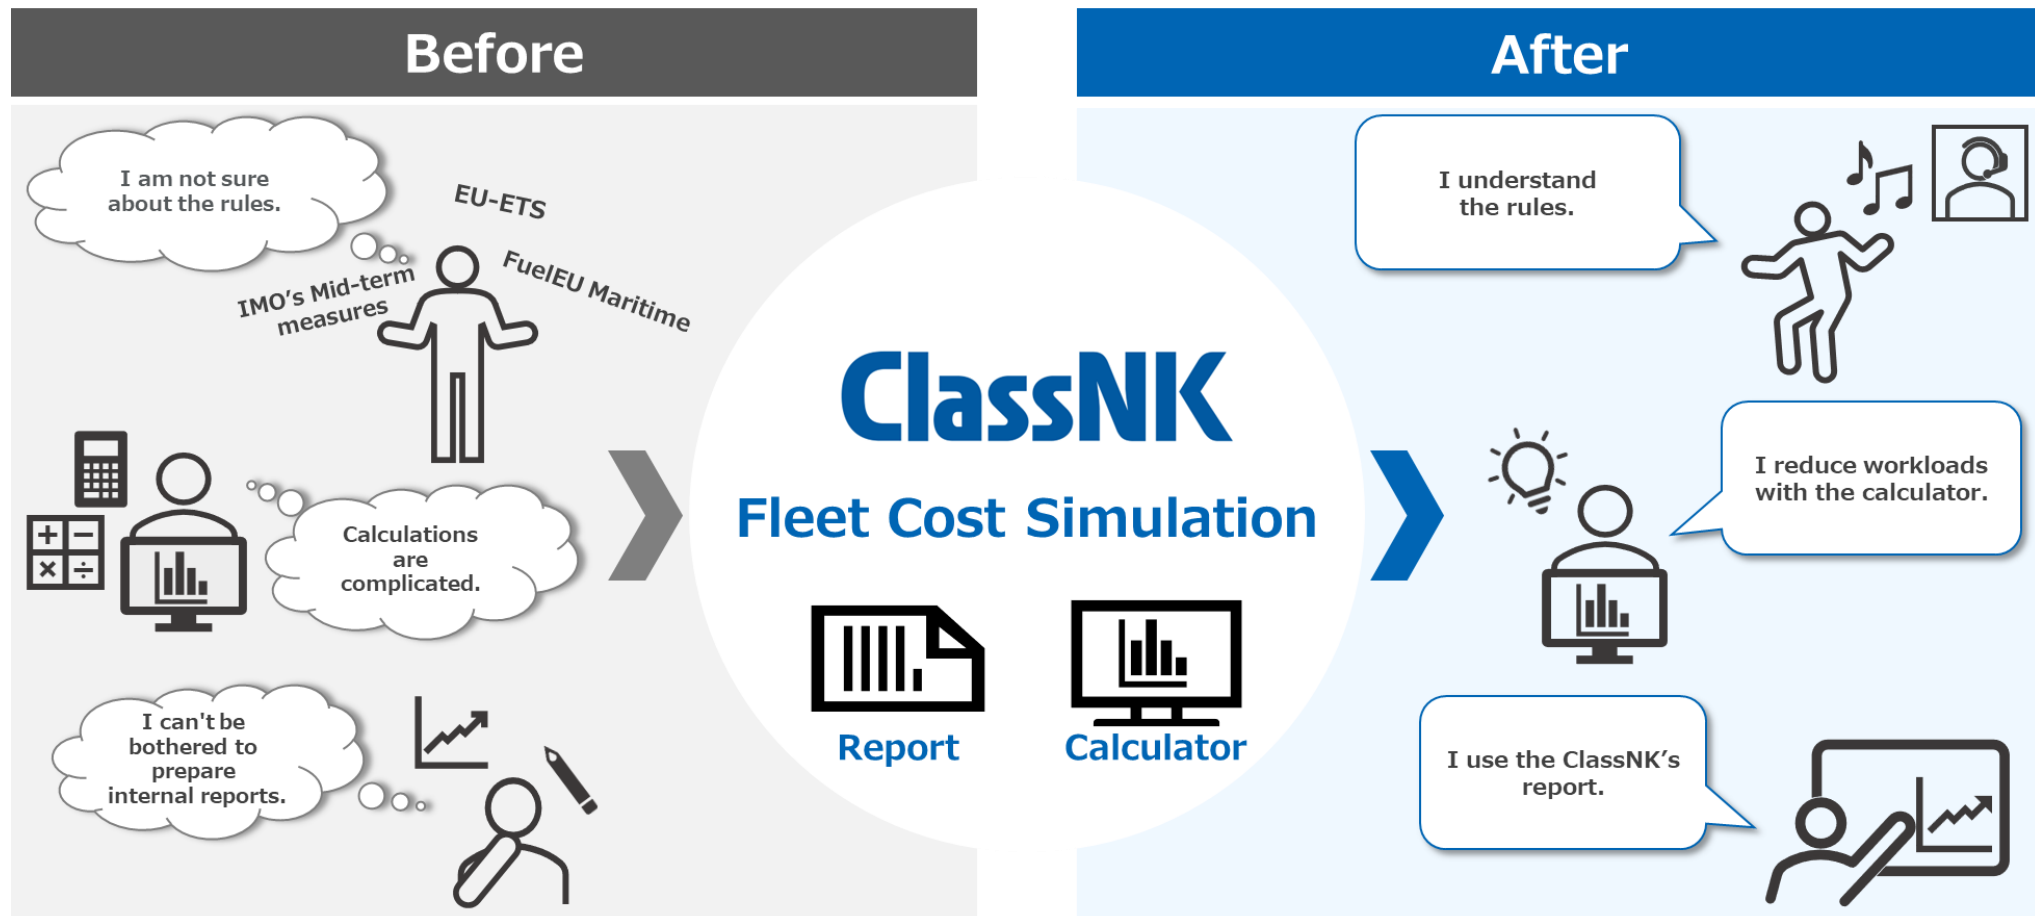 Before
After
I am not sure
about the rules.
EU-ETS
FuelEU Maritime
IMO's Mid-term
measures
Calculations
are
complicated.
I can't be
bothered to
prepare
internal reports.
ClassNK
Fleet Cost Simulation
Report
Calculator
I understand
the rules.
I reduce workloads
with the calculator.
I use the ClassNK's
report.